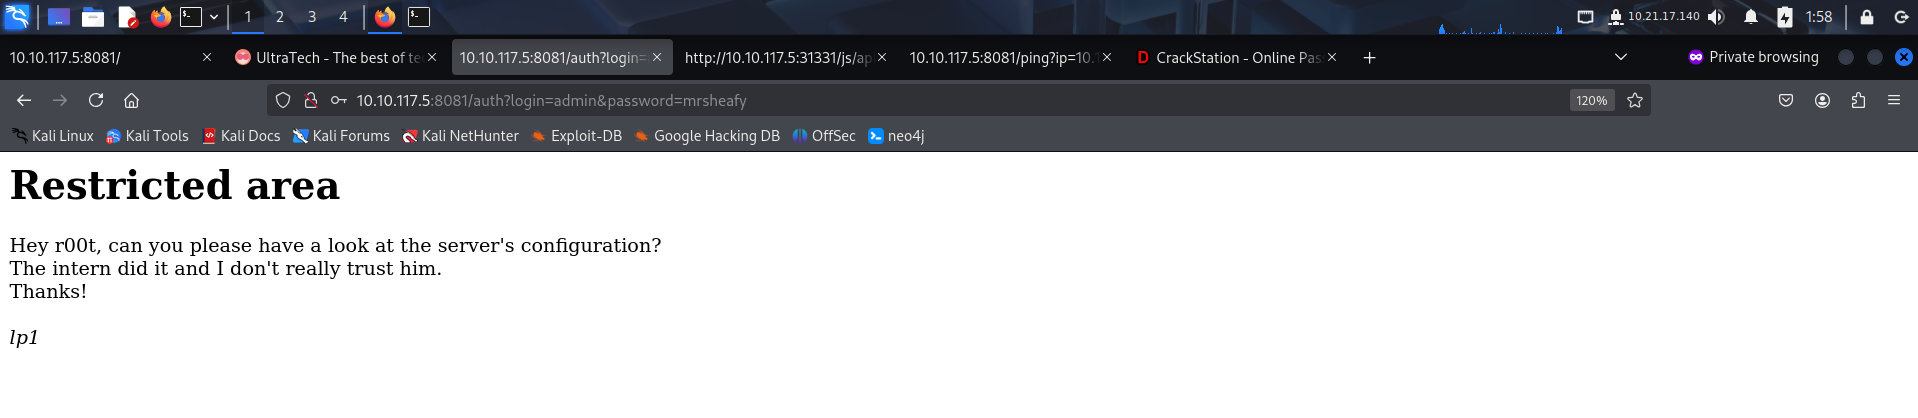 1 2 3 4 10.21.17.140 1:58
10.10.117.5:8081/ UltraTech - The best of te 10.10.117.5:8081/auth?login= http://10.10.117.5:31331/js/ap 10.10.117.5:8081/ping?ip=10.1 CrackStation - Online Pas Private browsing
10.10.117.5:8081/auth?login=admin&password=mrsheafy 120%
Kali Linux Kali Tools Kali Docs Kali Forums Kali NetHunter Exploit-DB Google Hacking DB OffSec neo4j
Restricted area
Hey r00t, can you please have a look at the server's configuration?
The intern did it and I don't really trust him.
Thanks!
lp1